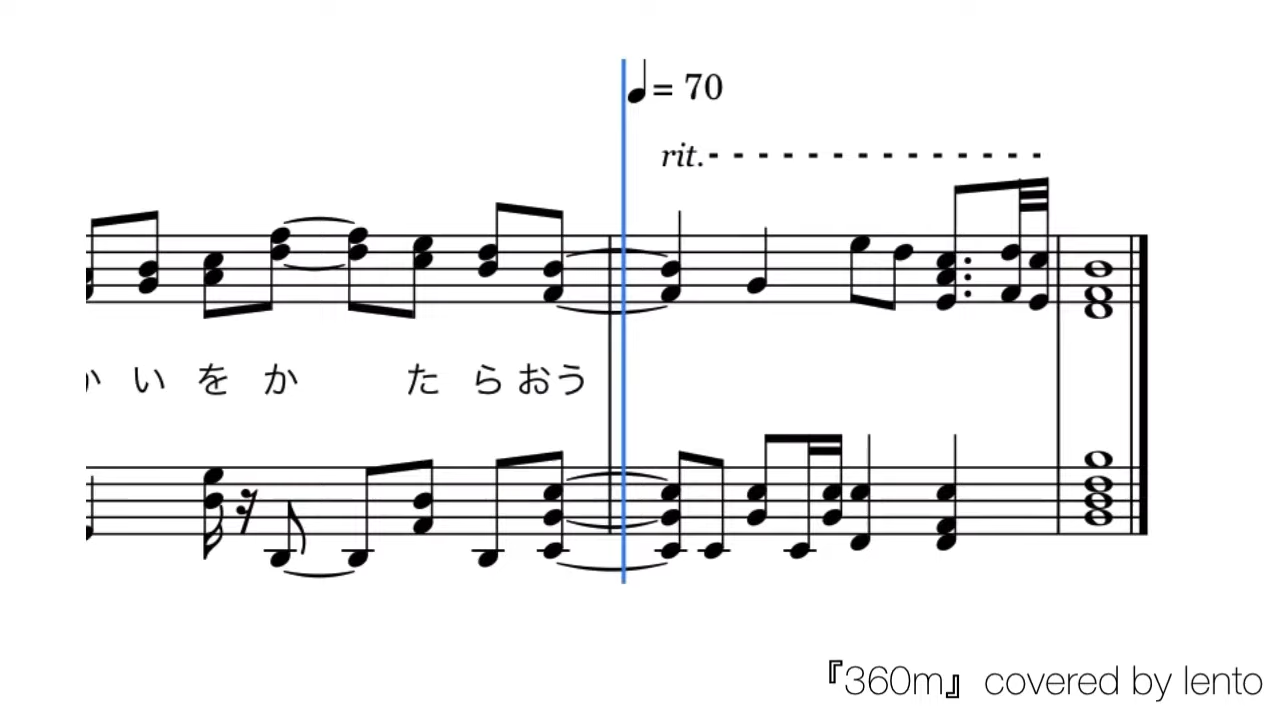 = 70
rit.
い を か た ら おう
『360m』 covered by lento